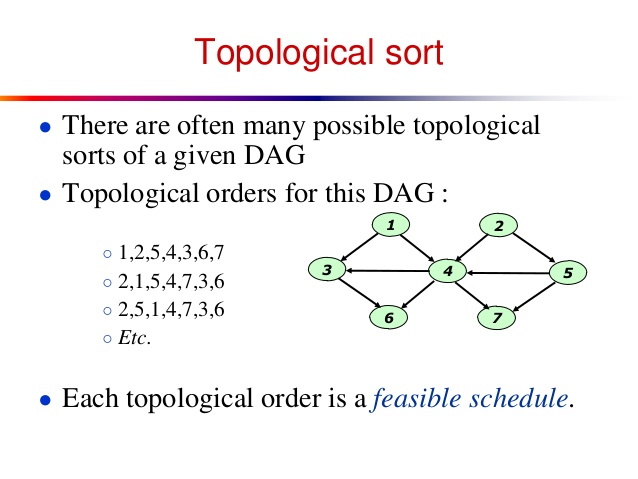 Topological sort
● There are often many possible topological
sorts of a given DAG
● Topological orders for this DAG :
○ 1,2,5,4,3,6,7
○ 2,1,5,4,7,3,6
○ 2,5,1,4,7,3,6
○ Etc.
1 2
3 4 5
6 7
● Each topological order is a feasible schedule.